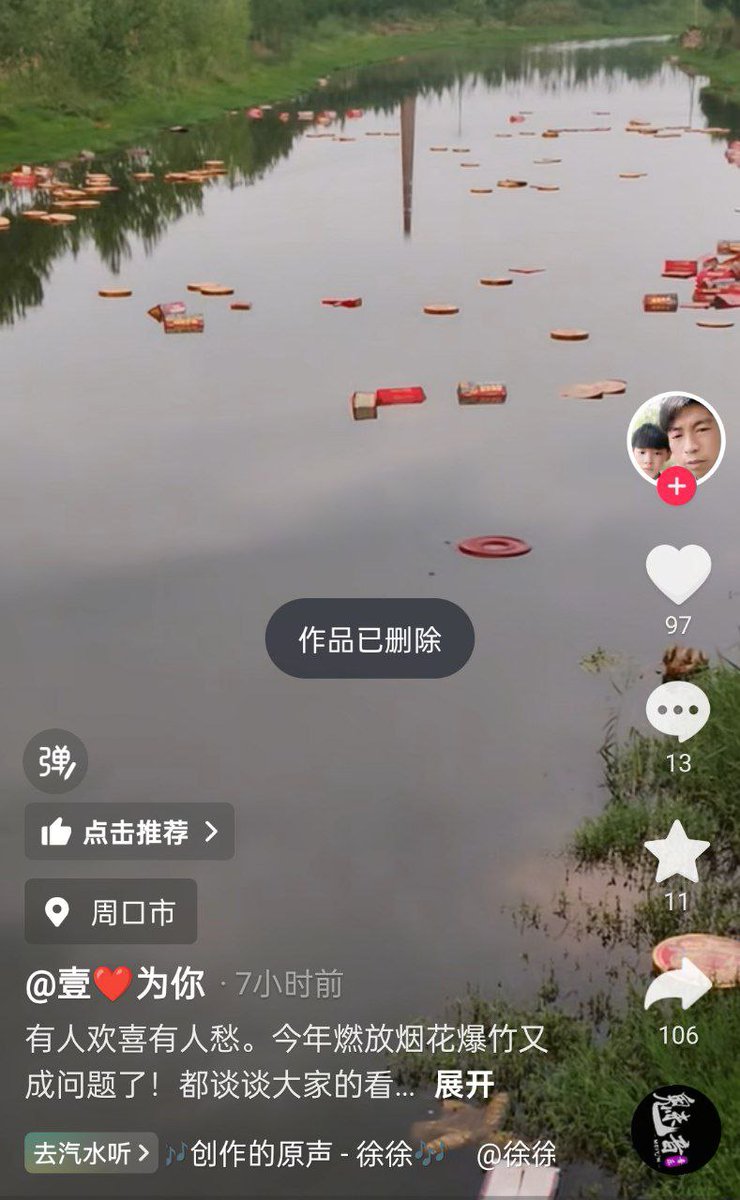 作品已删除
97
弹
13
点击推荐
11
周口市
@壹❤️为你 · 7小时前
106
有人欢喜有人愁。今年燃放烟花爆竹又
成问题了！都谈谈大家的看... 展开
魅音
去汽水听 🎶创作的原声 - 徐徐🎶 @徐徐